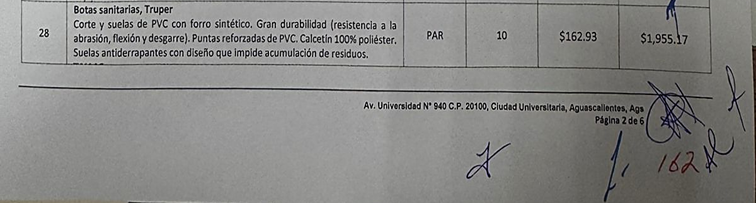 Botas sanitarias, Truper
28 Corte y suelas de PVC con forro sintético. Gran durabilidad (resistencia a la PAR 10 $162.93 $1,955.17
abrasión, flexión y desgarre). Puntas reforzadas de PVC. Calcetín 100% poliéster.
Suelas antiderrapantes con diseño que impide acumulación de residuos.
Av. Universidad N° 940 C.P. 20100, Ciudad Universitaria, Aguascalientes, Ags
Página 2 de 6
162